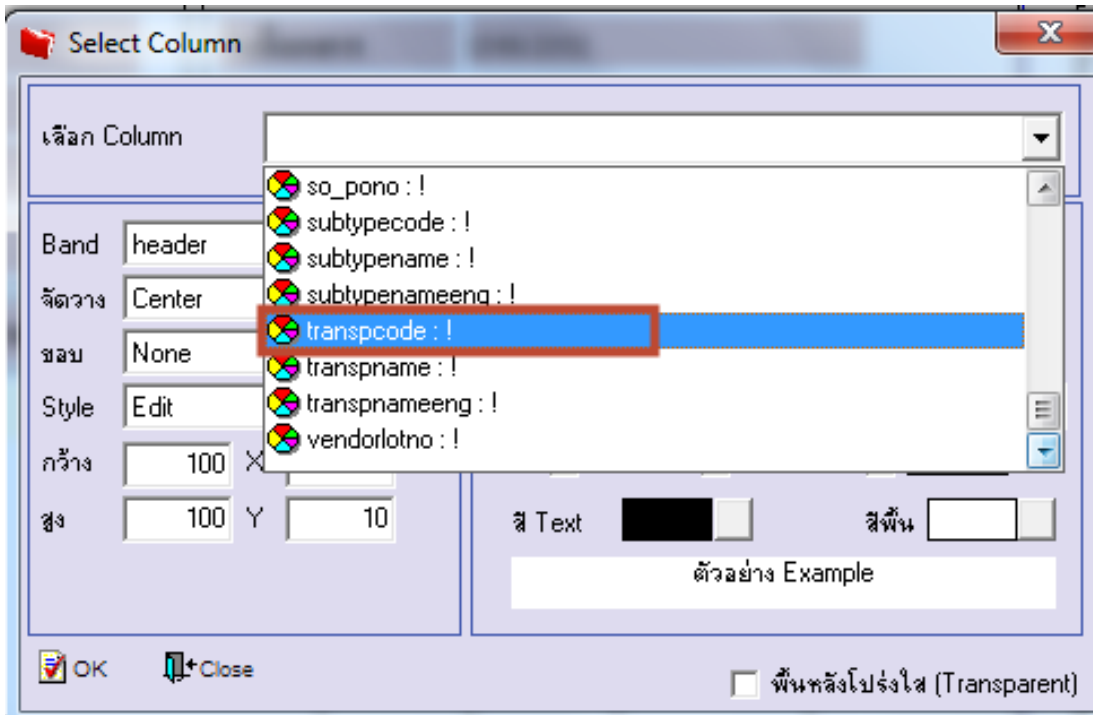 Select Column
เลือก Column
so_pono : !
subtypecode : !
subtypename : !
subtypenameeng : !
transpcode : !
transpname : !
transpnameeng : !
vendorlotno : !
Band header
จัดวาง Center
ขอบ None
Style Edit
กว้าง 100 X
สูง 100 Y 10
สี Text สีพื้น
ตัวอย่าง Example
OK Close พื้นหลังโปร่งใส (Transparent)